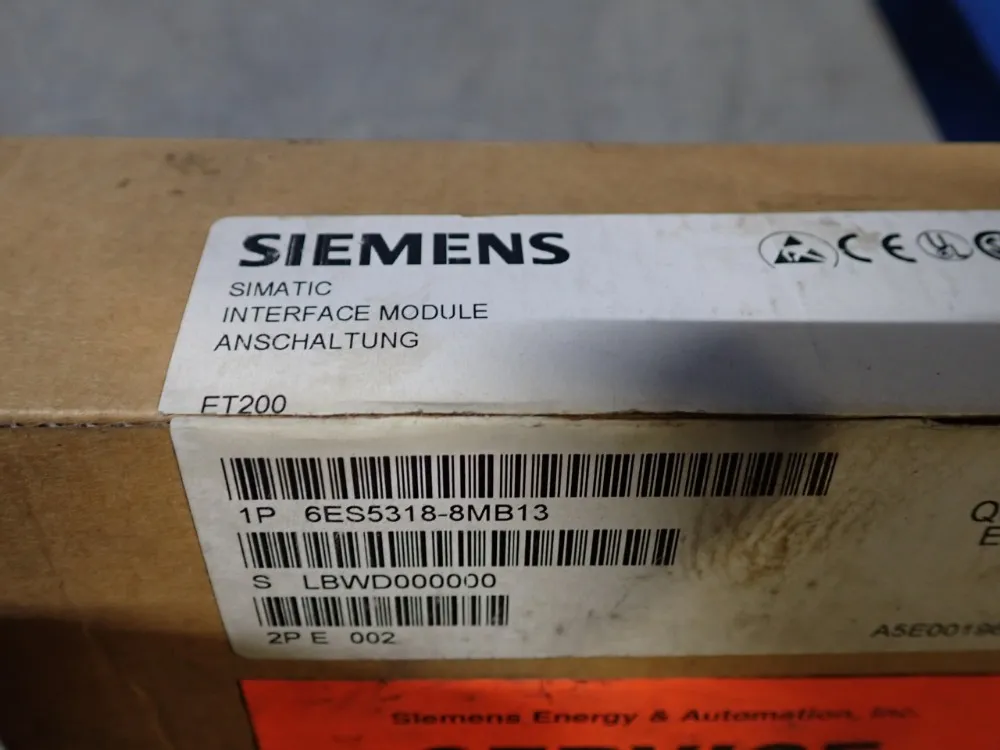 SIEMENS
SIMATIC
INTERFACE MODULE
ANSCHALTUNG
ET200
1P 6ES5318-8MB13
S LBWD000000
2P E 002
Siemens Energy & Automation, Inc.